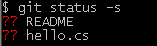 $ git status -s
?? README
?? hello.cs